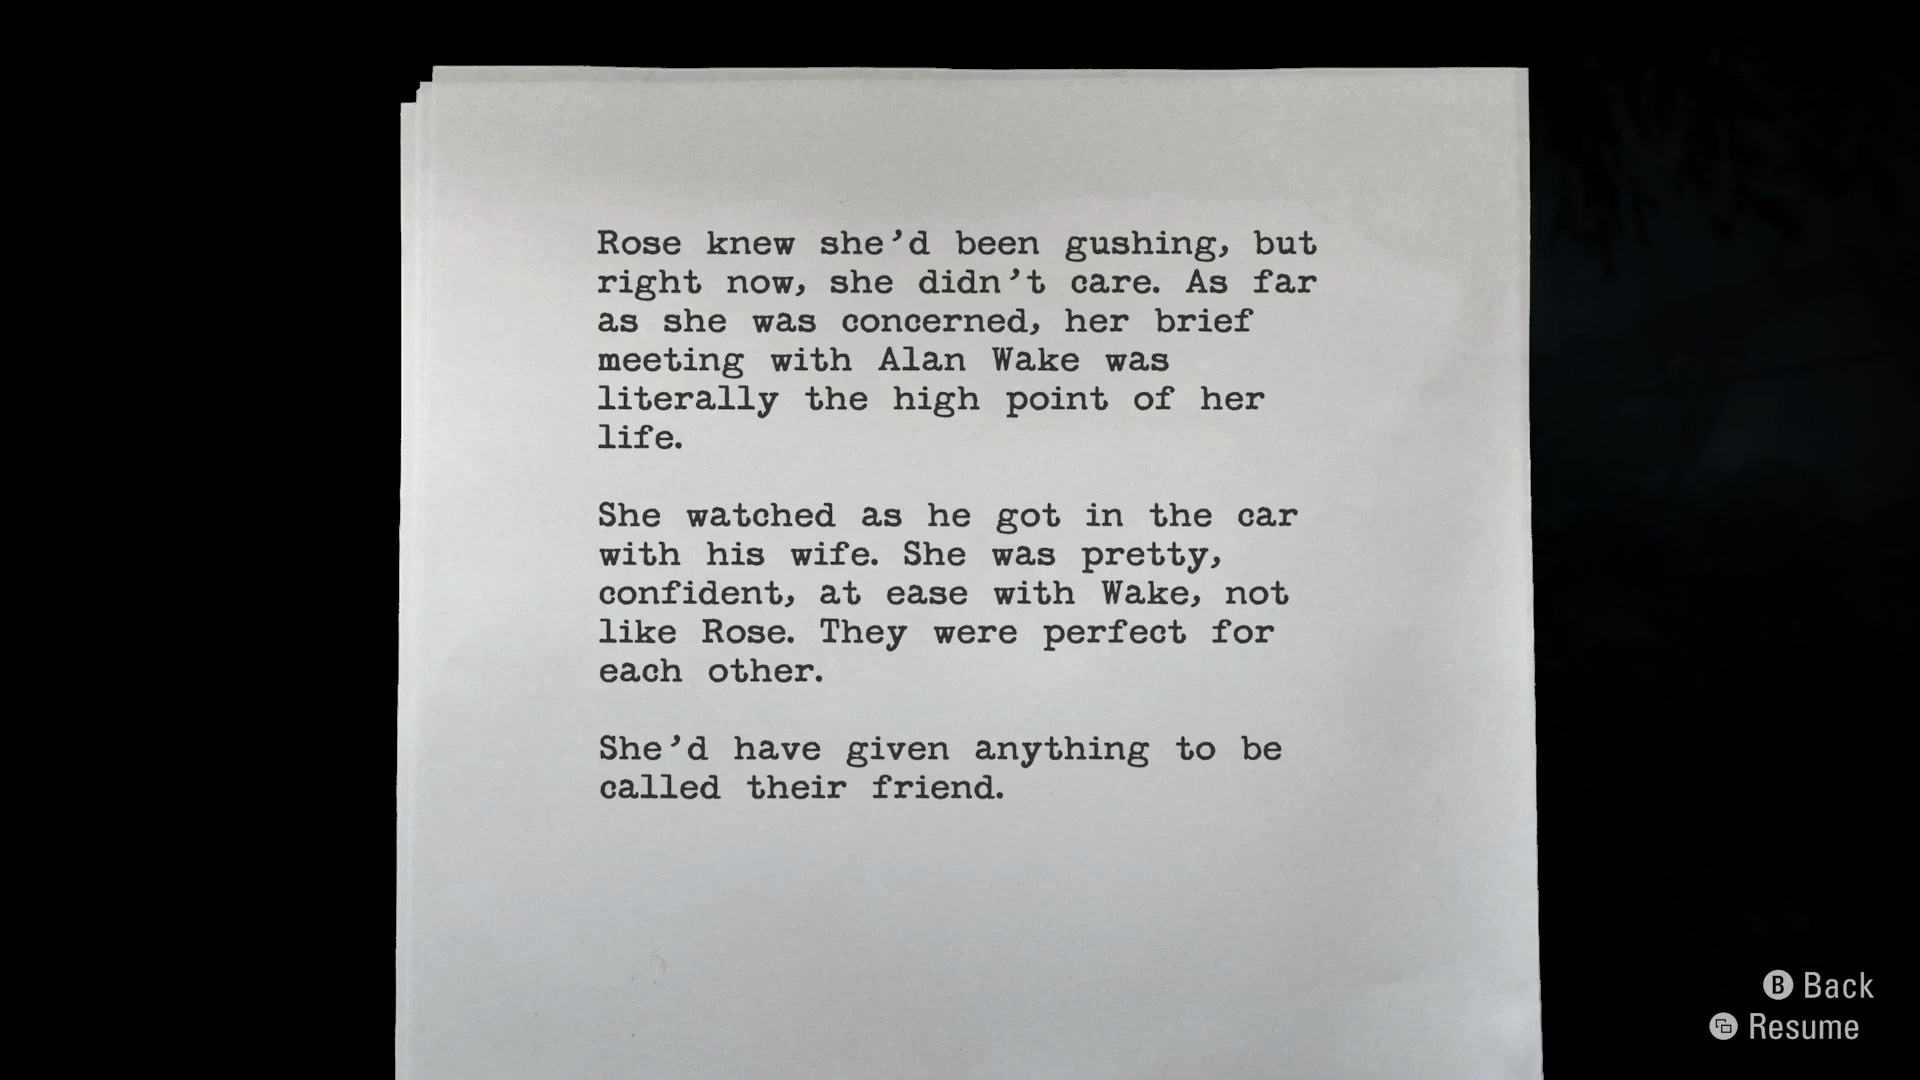 Rose knew she’d been gushing, but
right now, she didn’t care. As far
as she was concerned, her brief
meeting with Alan Wake was
literally the high point of her
life.
She watched as he got in the car
with his wife. She was pretty,
confident, at ease with Wake, not
like Rose. They were perfect for
each other.
She’d have given anything to be
called their friend.
B Back
Resume